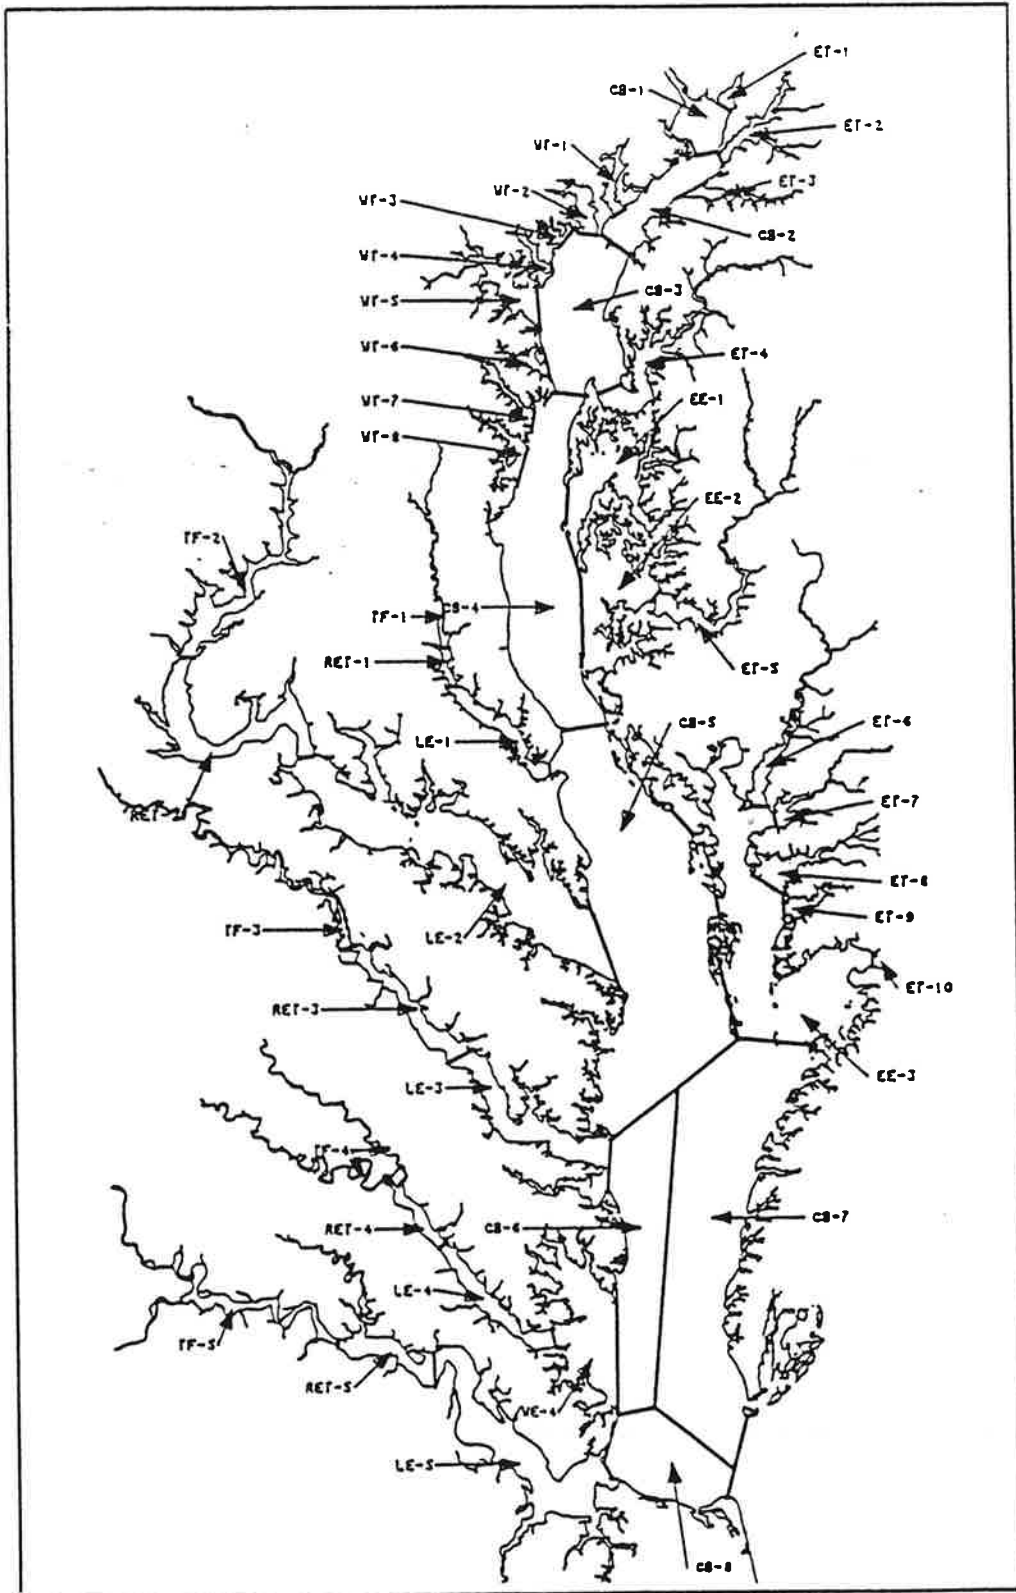 ET-1
CB-1
ET-2
WT-1
ET-3
WT-2
WT-3
CB-2
WT-4
CB-3
WT-5
WT-6
ET-4
EE-1
WT-7
WT-8
EE-2
TF-2
CB-4
TF-1
RET-1
ET-5
CB-5
ET-6
LE-1
ET-7
RET-2
ET-8
ET-9
TF-3
LE-2
ET-10
RET-3
EE-3
LE-3
TF-4
CB-7
RET-4
CB-6
LE-4
TF-5
RET-5
WE-4
LE-5
CB-8